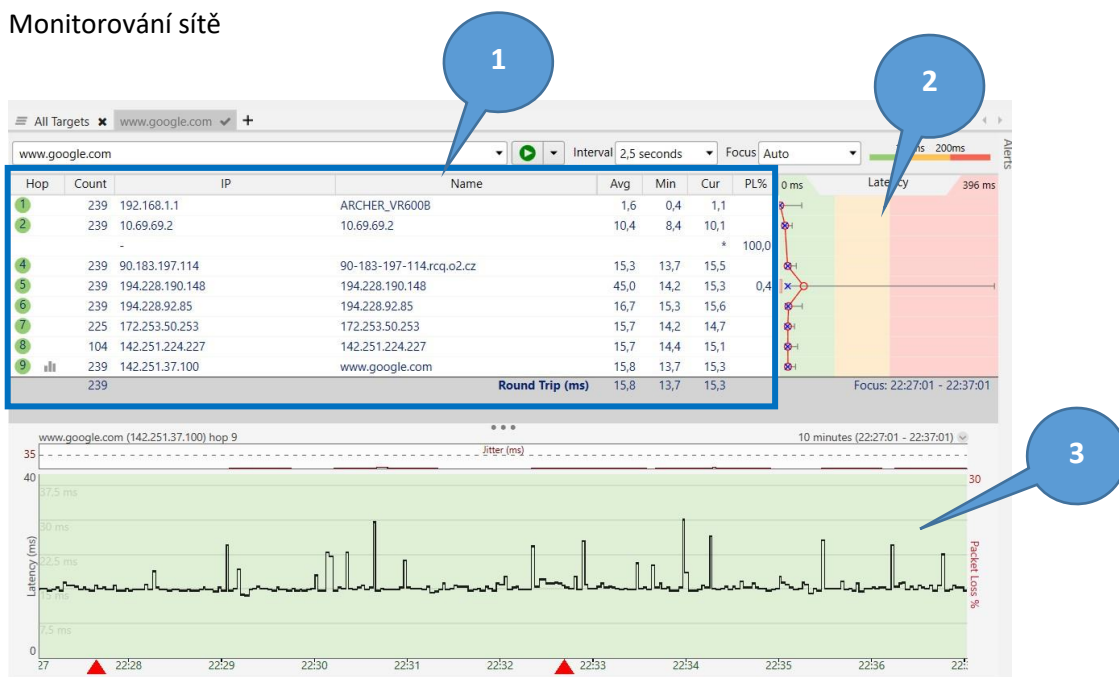 Monitorování sítě
1
2
All Targets www.google.com +
www.google.com Interval 2,5 seconds Focus Auto 200ms
Alerts
Hop Count IP Name Avg Min Cur PL% 0 ms Latency 396 ms
1 239 192.168.1.1 ARCHER_VR600B 1,6 0,4 1,1
2 239 10.69.69.2 10.69.69.2 10,4 8,4 10,1
- * 100,0
4 239 90.183.197.114 90-183-197-114.rcq.o2.cz 15,3 13,7 15,5
5 239 194.228.190.148 194.228.190.148 45,0 14,2 15,3 0,4
6 239 194.228.92.85 194.228.92.85 16,7 15,3 15,6
7 225 172.253.50.253 172.253.50.253 15,7 14,2 14,7
8 104 142.251.224.227 142.251.224.227 15,7 14,4 15,1
9 239 142.251.37.100 www.google.com 15,8 13,7 15,3
239 Round Trip (ms) 15,8 13,7 15,3 Focus: 22:27:01 - 22:37:01
www.google.com (142.251.37.100) hop 9 10 minutes (22:27:01 - 22:37:01)
35 Jitter (ms)
3
40 30
37.5 ms
30 ms
22.5 ms
15 ms
7.5 ms
0
Latency (ms)
Packet Loss %
27 22:28 22:29 22:30 22:31 22:32 22:33 22:34 22:35 22:36 22: